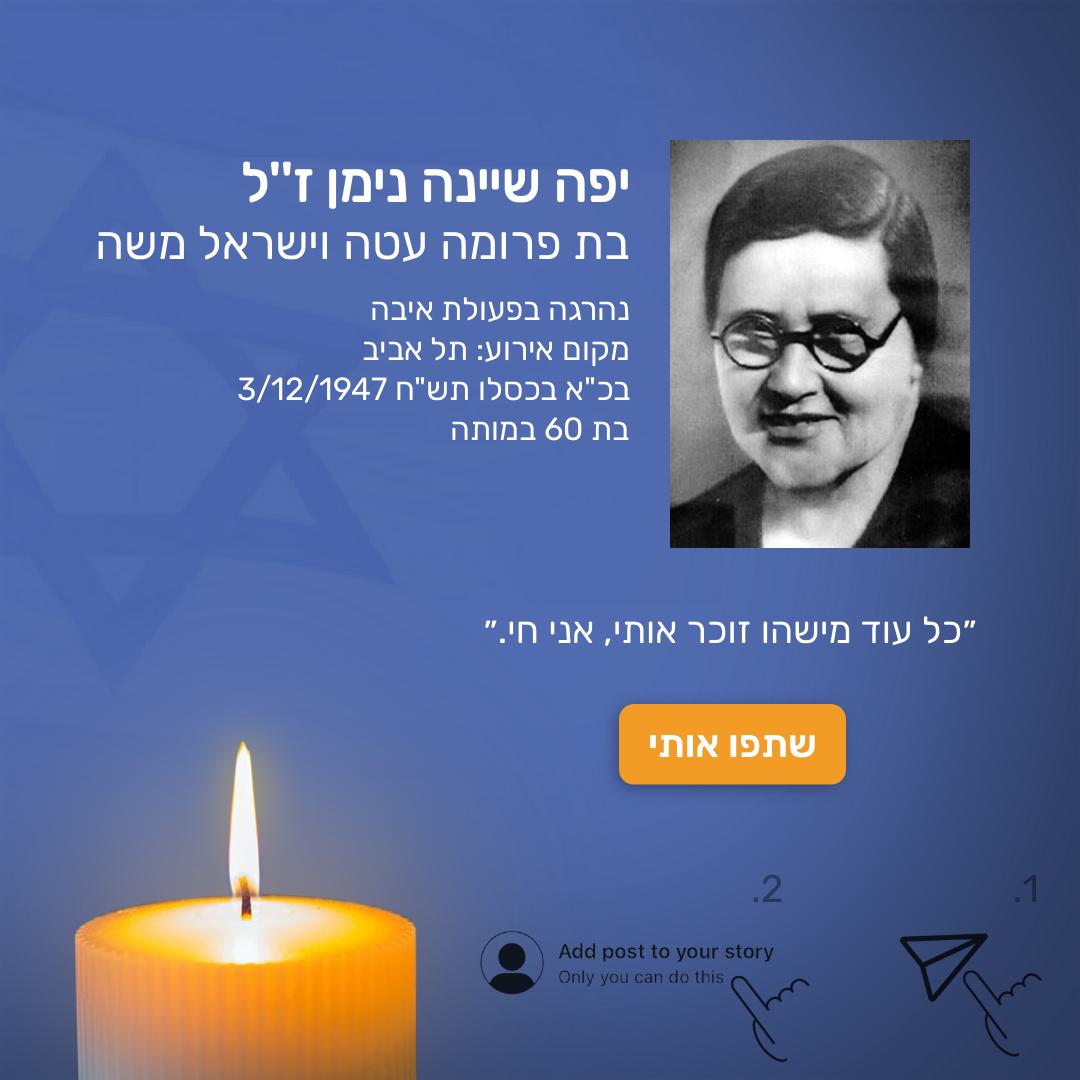 יפה שיינה נימן ז"ל
בת פרומה עטה וישראל משה
נהרגה בפעולת איבה
מקום אירוע: תל אביב
בכ"א בכסלו תש"ח 3/12/1947
בת 60 במותה
״כל עוד מישהו זוכר אותי, אני חי.״
שתפו אותי
1.
2.
Add post to your story
Only you can do this